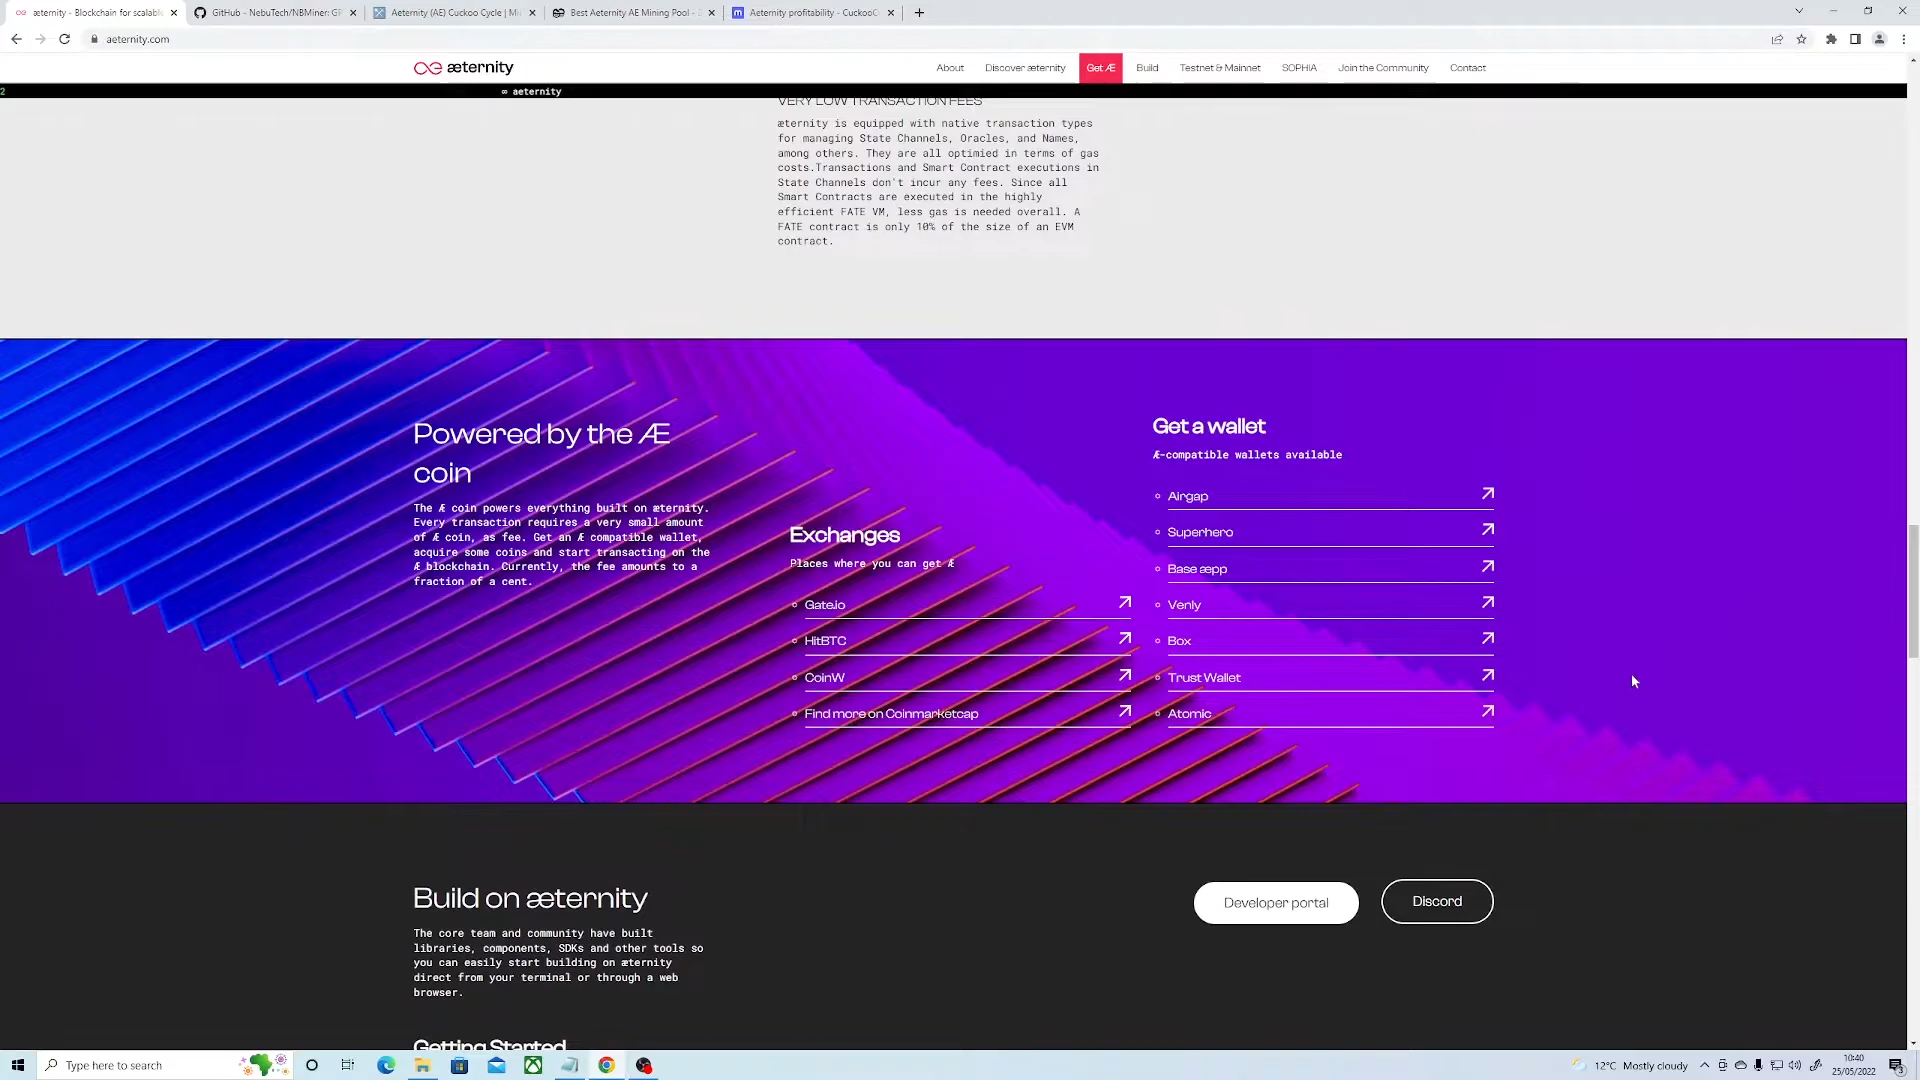 æternity - Blockchain for scalabl
GitHub - NebuTech/NBMiner: GP
Aeternity (AE) Cuckoo Cycle | Mi
Best Aeternity AE Mining Pool - 2
Aeternity profitability - CuckooC
aeternity.com
æternity
About
Discover æternity
Get Æ
Build
Testnet & Mainnet
SOPHIA
Join the Community
Contact
2
∞ aeternity
VERY LOW TRANSACTION FEES
æternity is equipped with native transaction types
for managing State Channels, Oracles, and Names,
among others. They are all optimied in terms of gas
costs.Transactions and Smart Contract executions in
State Channels don't incur any fees. Since all
Smart Contracts are executed in the highly
efficient FATE VM, less gas is needed overall. A
FATE contract is only 10% of the size of an EVM
contract.
Powered by the Æ
coin
The Æ coin powers everything built on æternity.
Every transaction requires a very small amount
of Æ coin, as fee. Get an Æ compatible wallet,
acquire some coins and start transacting on the
Æ blockchain. Currently, the fee amounts to a
fraction of a cent.
Exchanges
Places where you can get Æ
Gate.io
HitBTC
CoinW
Find more on Coinmarketcap
Get a wallet
Æ-compatible wallets available
Airgap
Superhero
Base æpp
Venly
Box
Trust Wallet
Atomic
Build on æternity
The core team and community have built
libraries, components, SDKs and other tools so
you can easily start building on æternity
direct from your terminal or through a web
browser.
Developer portal
Discord
Getting Started
Type here to search
12°C Mostly cloudy
10:40
25/05/2022
3